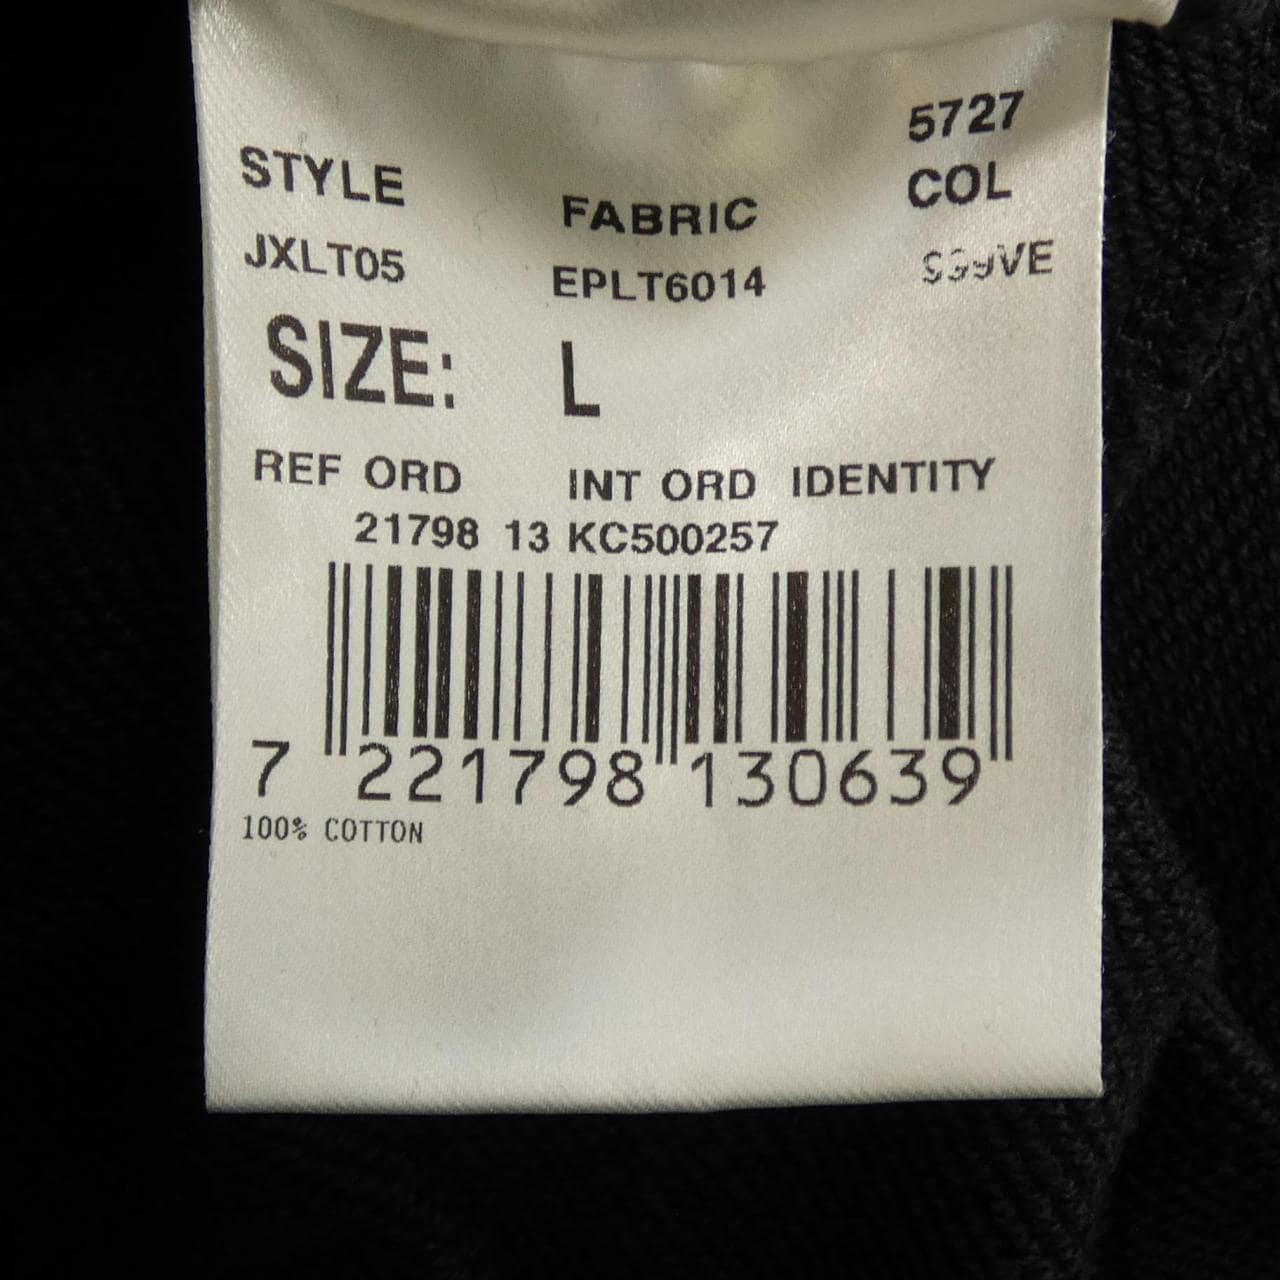 5727
STYLE FABRIC COL
JXLT05 EPLT6014
SIZE: L
REF ORD INT ORD IDENTITY
21798 13 KC500257
7 221798 130639
100% COTTON